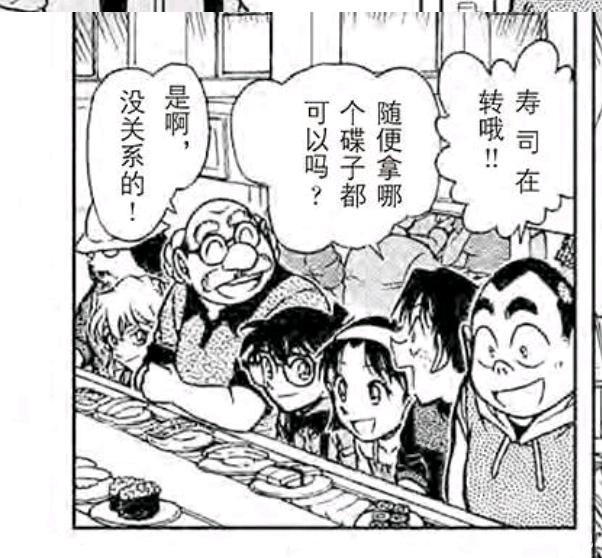 寿司在
转哦!!
随便拿哪
个碟子都
可以吗?
是啊,
没关系的!